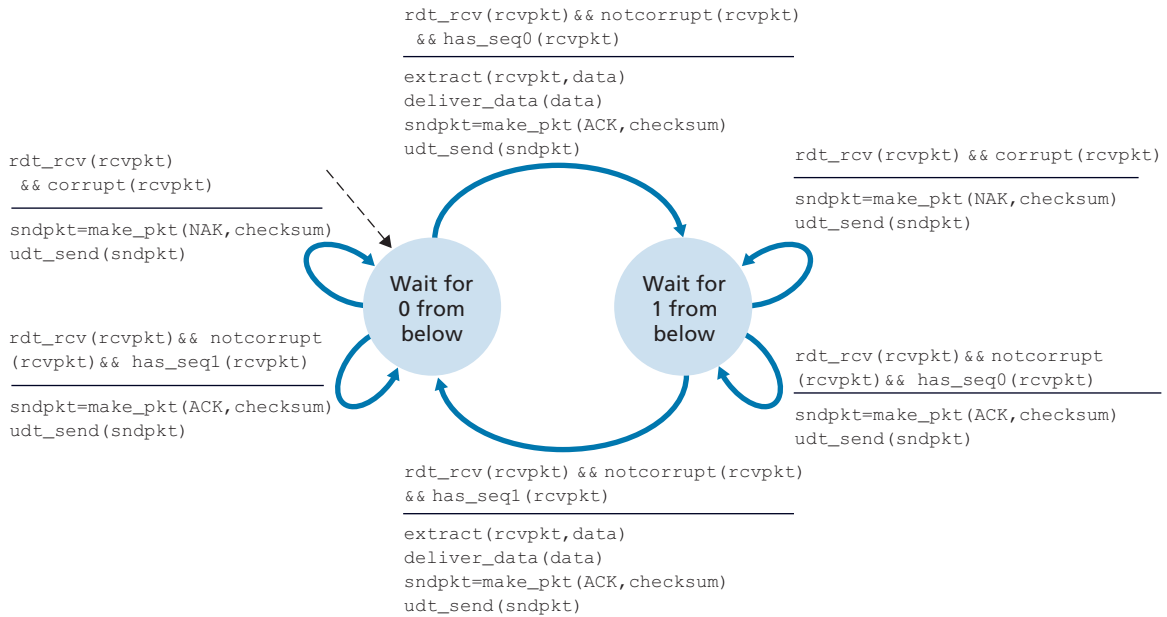 rdt_rcv(rcvpkt)&& notcorrupt(rcvpkt)
&& has_seq0(rcvpkt)
extract(rcvpkt,data)
deliver_data(data)
sndpkt=make_pkt(ACK,checksum)
udt_send(sndpkt)
rdt_rcv(rcvpkt)
&& corrupt(rcvpkt)
sndpkt=make_pkt(NAK,checksum)
udt_send(sndpkt)
rdt_rcv(rcvpkt) && corrupt(rcvpkt)
sndpkt=make_pkt(NAK,checksum)
udt_send(sndpkt)
Wait for
0 from
below
Wait for
1 from
below
rdt_rcv(rcvpkt)&& notcorrupt
(rcvpkt)&& has_seq1(rcvpkt)
sndpkt=make_pkt(ACK,checksum)
udt_send(sndpkt)
rdt_rcv(rcvpkt)&& notcorrupt
(rcvpkt)&& has_seq0(rcvpkt)
sndpkt=make_pkt(ACK,checksum)
udt_send(sndpkt)
rdt_rcv(rcvpkt) && notcorrupt(rcvpkt)
&& has_seq1(rcvpkt)
extract(rcvpkt,data)
deliver_data(data)
sndpkt=make_pkt(ACK,checksum)
udt_send(sndpkt)